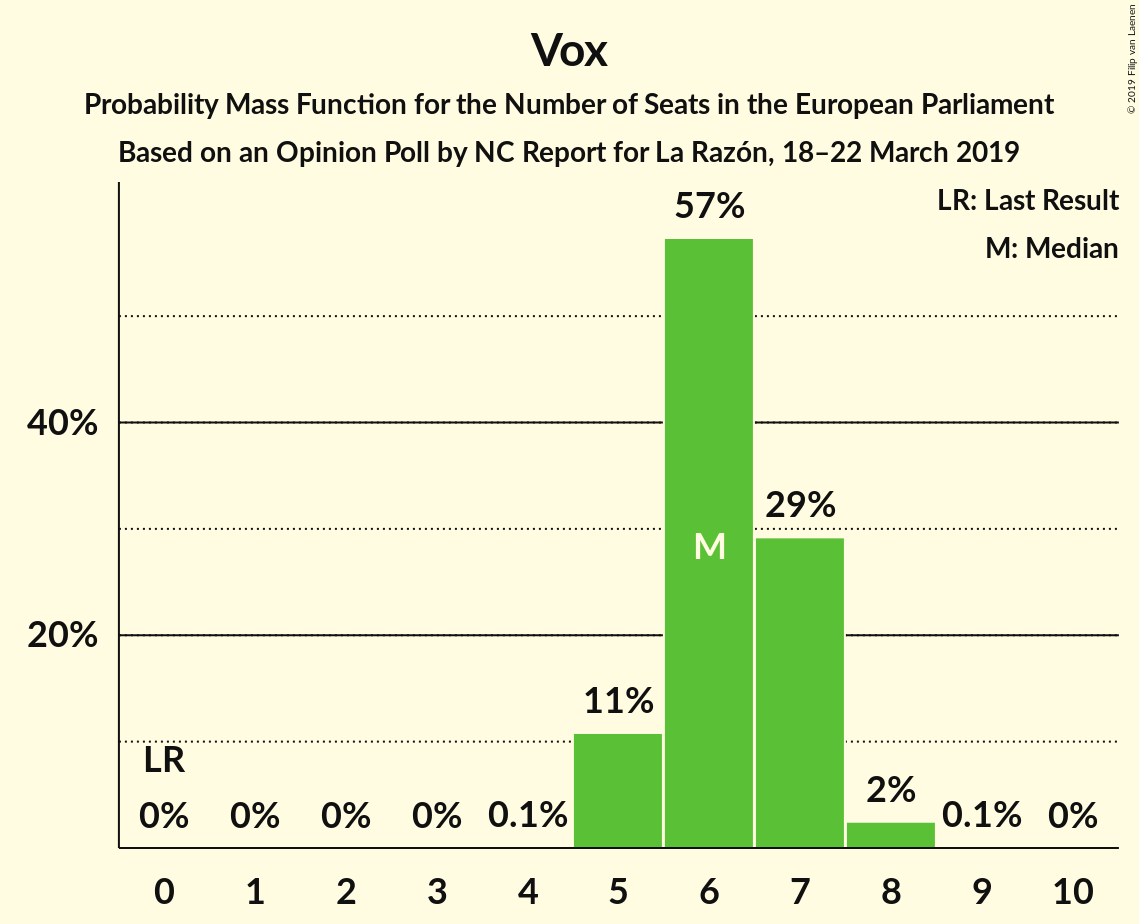 Vox
Probability Mass Function for the Number of Seats in the European Parliament
Based on an Opinion Poll by NC Report for La Razón, 18–22 March 2019
© 2019 Filip van Laenen
LR: Last Result
M: Median
57%
40%
29%
M
20%
11%
LR
2%
0% 0% 0% 0% 0.1% 0.1% 0%
0 1 2 3 4 5 6 7 8 9 10